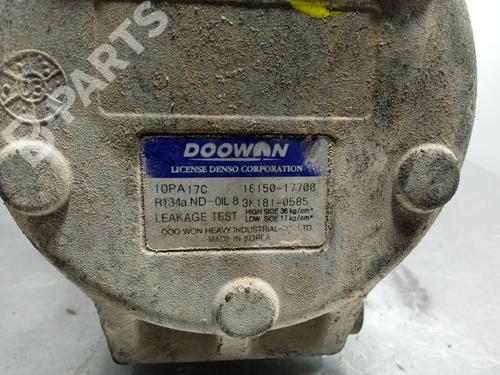 B-PARTS
DOOWON
LICENSE DENSO CORPORATION
10PA17C 16150-17700
R134a ND-OIL 8 3K181-0585
LEAKAGE TEST HIGH SIDE 36 kg/cm² LOW SIDE 17 kg/cm²
DOO WON HEAVY INDUSTRIAL CO. LTD.
MADE IN KOREA